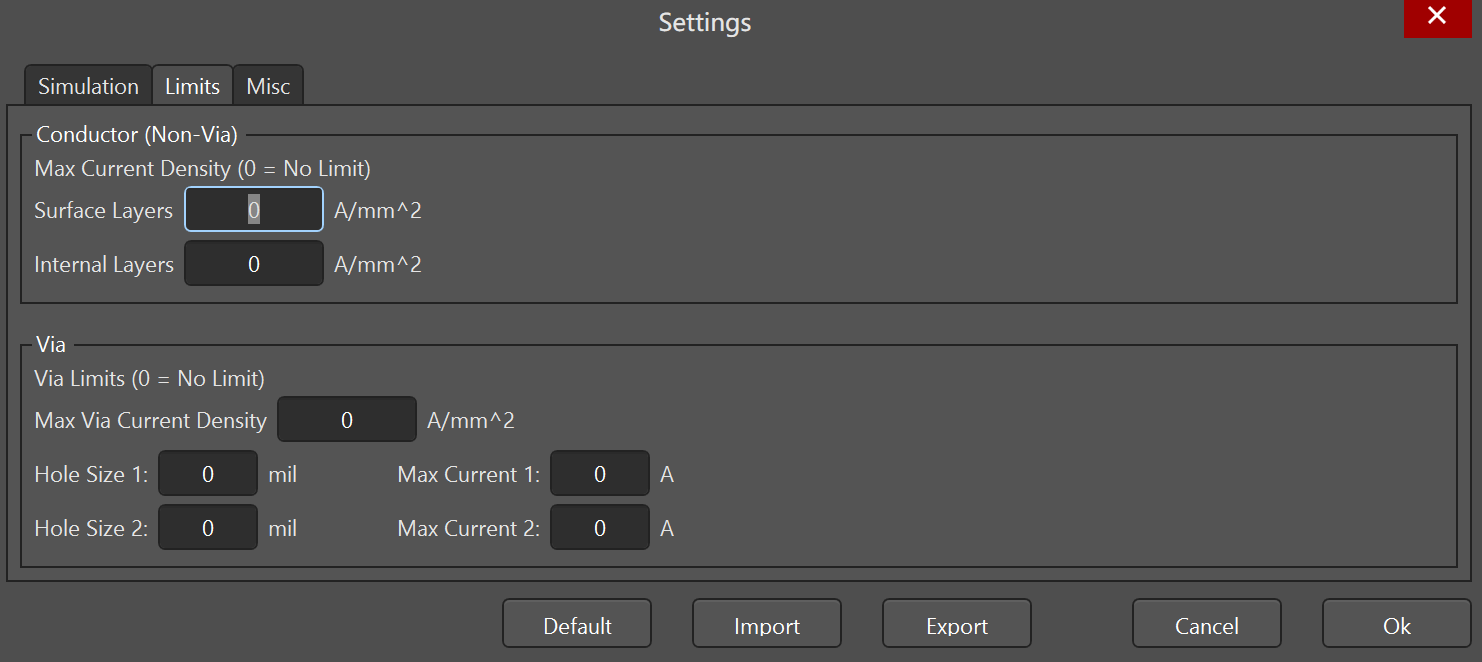 Settings
Simulation Limits Misc
Conductor (Non-Via)
Max Current Density (0 = No Limit)
Surface Layers 0 A/mm^2
Internal Layers 0 A/mm^2
Via
Via Limits (0 = No Limit)
Max Via Current Density 0 A/mm^2
Hole Size 1: 0 mil Max Current 1: 0 A
Hole Size 2: 0 mil Max Current 2: 0 A
Default Import Export Cancel Ok